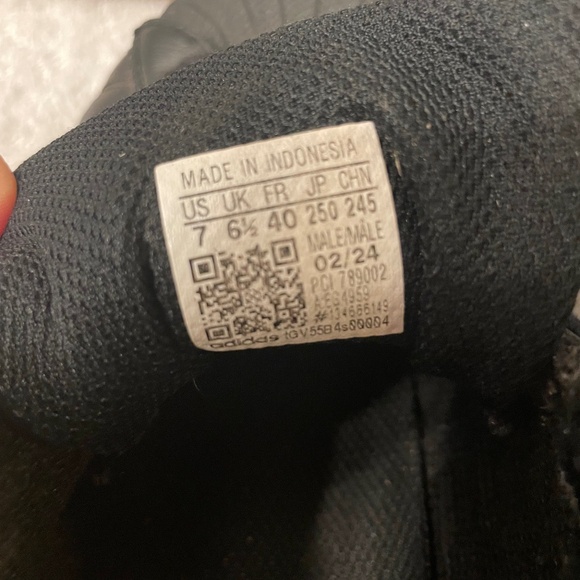 MADE IN INDONESIA
US UK FR JP CHN
7 6½ 40 250 245
MALE/MÂLE
02/24
PCI 789002
adidas